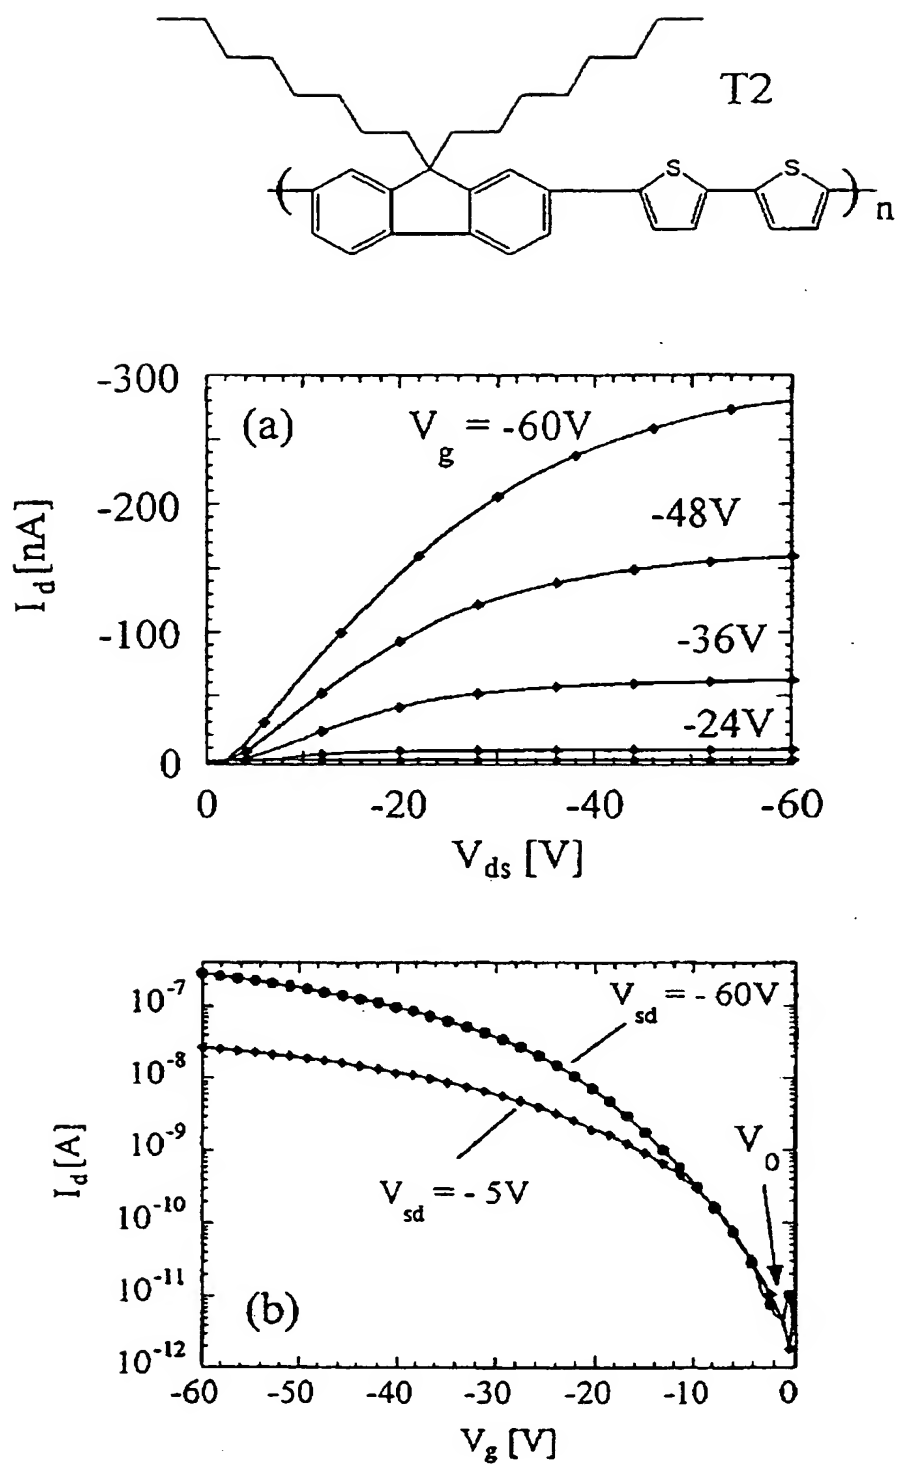 T2
S S
( ) n
(a)
V_g = -60V
-48V
-36V
-24V
-300
-200
-100
0
I_d [nA]
0 -20 -40 -60
V_ds [V]
V_sd = - 60V
V_sd = - 5V
V_0
(b)
10^-7
10^-8
10^-9
10^-10
10^-11
10^-12
I_d [A]
-60 -50 -40 -30 -20 -10 0
V_g [V]